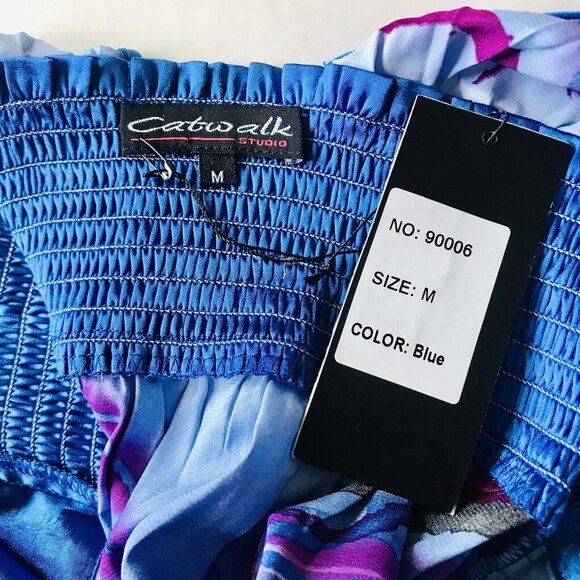 Catwalk
STUDIO
M
NO: 90006
SIZE: M
COLOR: Blue